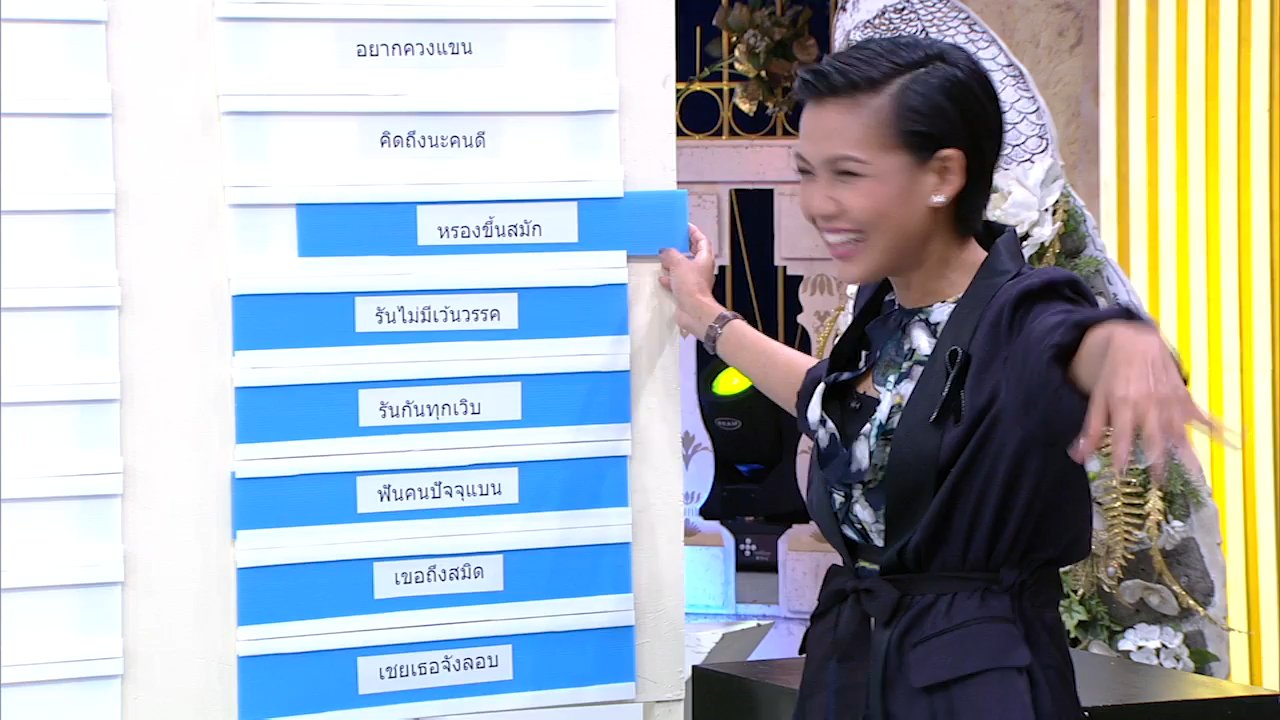 อยากควงแขน
คิดถึงนะคนดี
หรองขึ้นสมัก
รันไม่มีเว้นวรรค
รันกันทุกเวิบ
ฟันคนปัจจุแบน
เขอถึงสมิด
เชยเธอจังลอบ